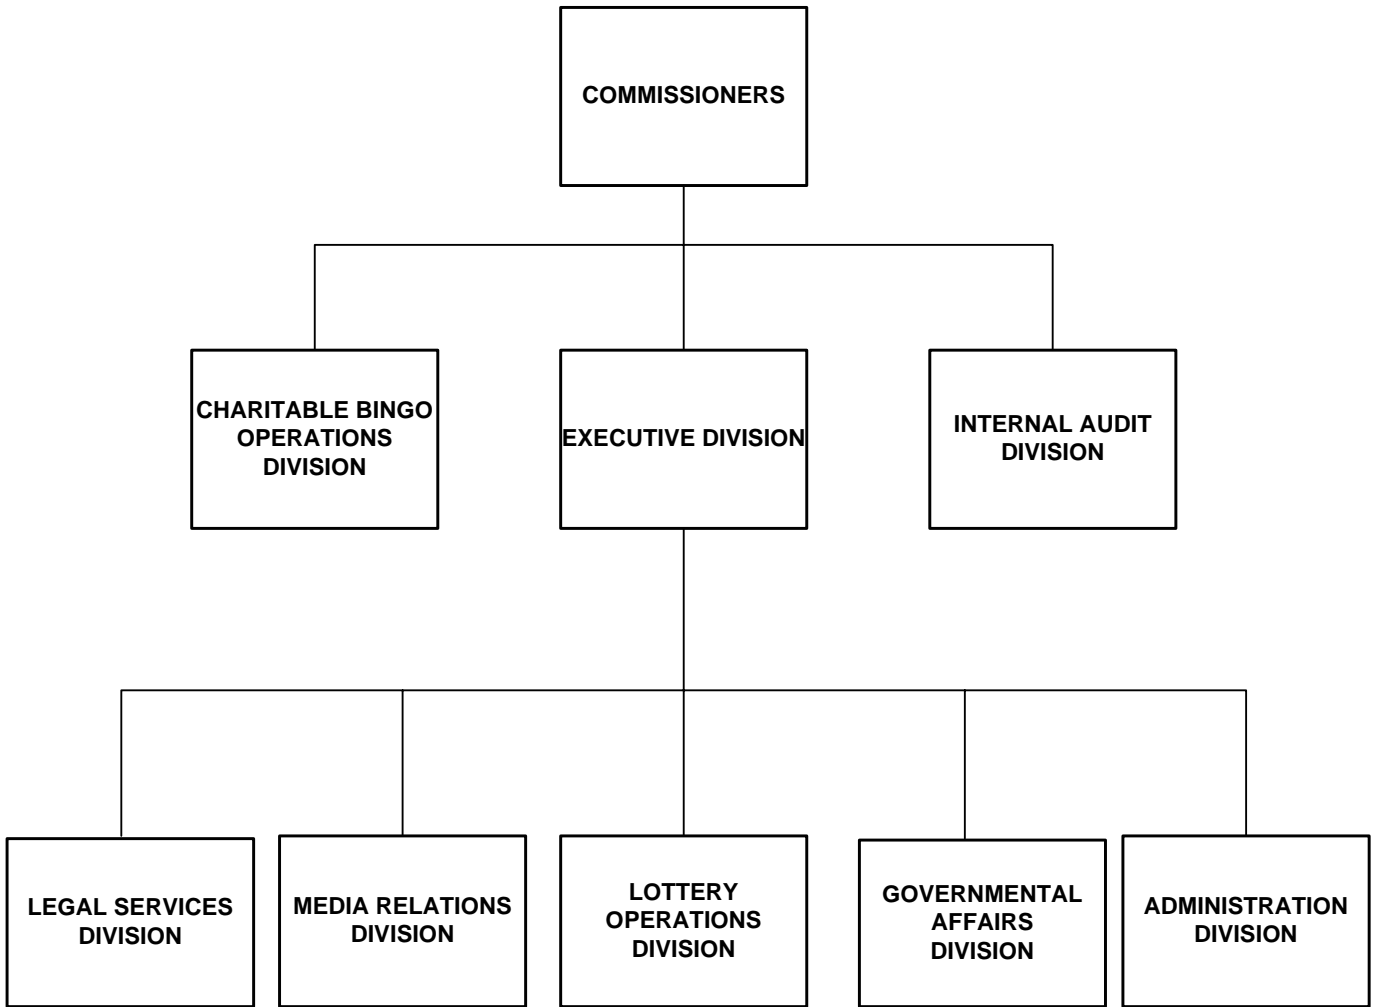 COMMISSIONERS
CHARITABLE BINGO
OPERATIONS
DIVISION
EXECUTIVE DIVISION
INTERNAL AUDIT
DIVISION
LEGAL SERVICES
DIVISION
MEDIA RELATIONS
DIVISION
LOTTERY
OPERATIONS
DIVISION
GOVERNMENTAL
AFFAIRS
DIVISION
ADMINISTRATION
DIVISION